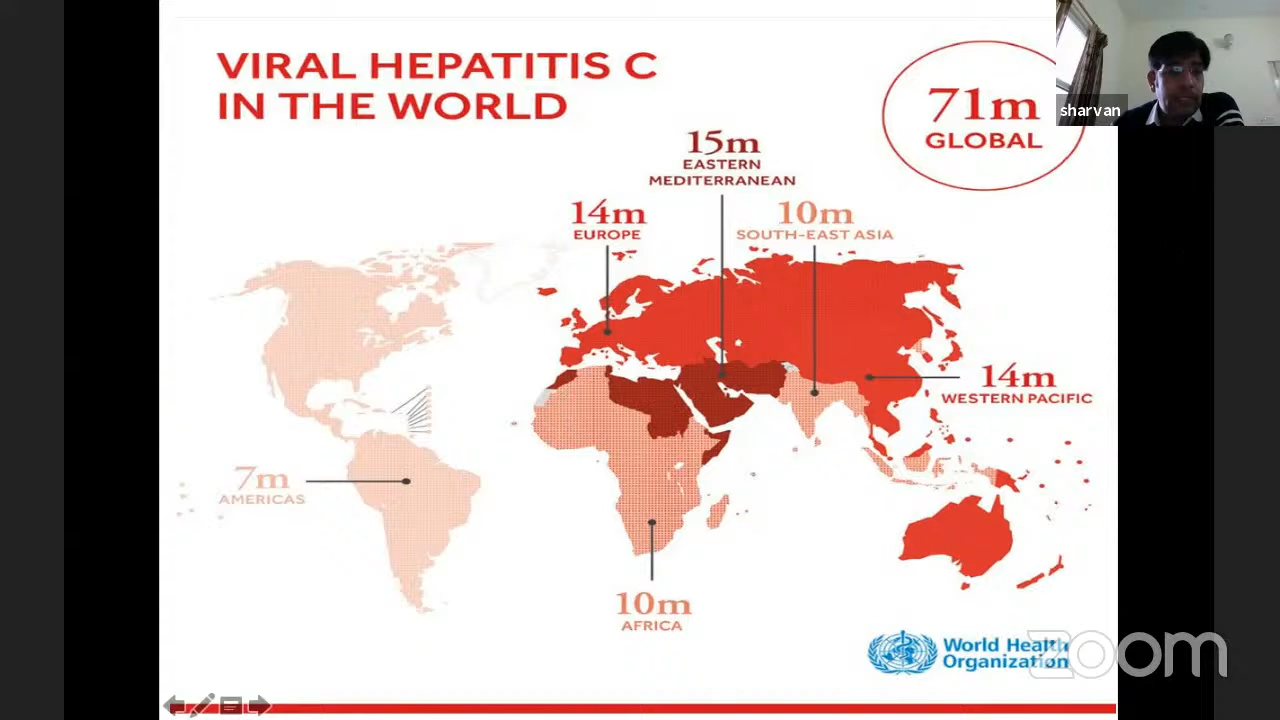 VIRAL HEPATITIS C
IN THE WORLD
71m
GLOBAL
sharvan
15m
EASTERN
MEDITERRANEAN
14m
EUROPE
10m
SOUTH-EAST ASIA
14m
WESTERN PACIFIC
7m
AMERICAS
10m
AFRICA
World Health
Organization
zoom